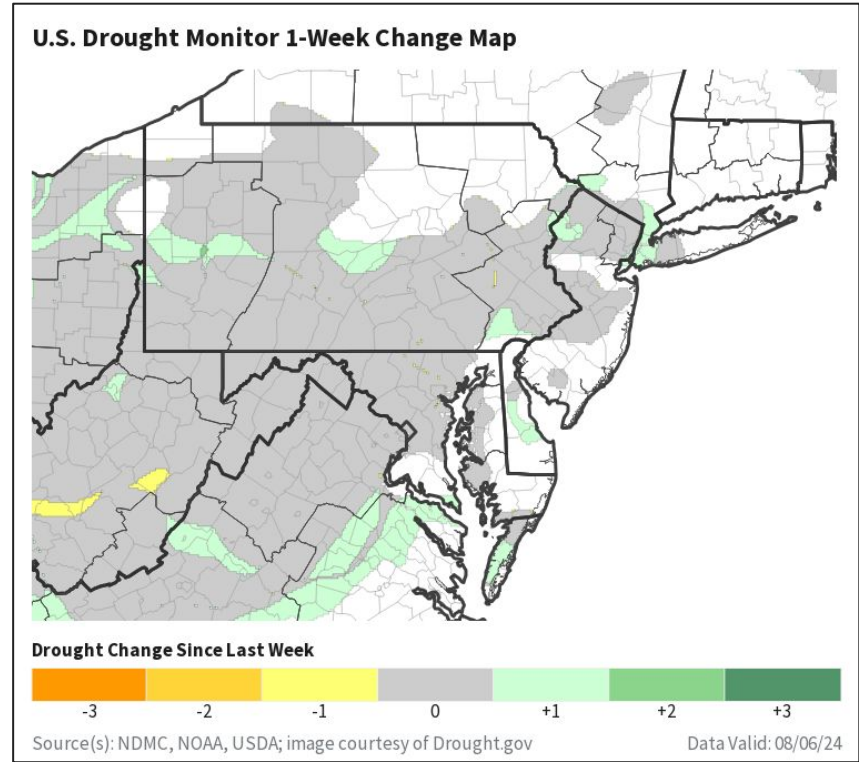 U.S. Drought Monitor 1-Week Change Map
Drought Change Since Last Week
-3 -2 -1 0 +1 +2 +3
Source(s): NDMC, NOAA, USDA; image courtesy of Drought.gov Data Valid: 08/06/24